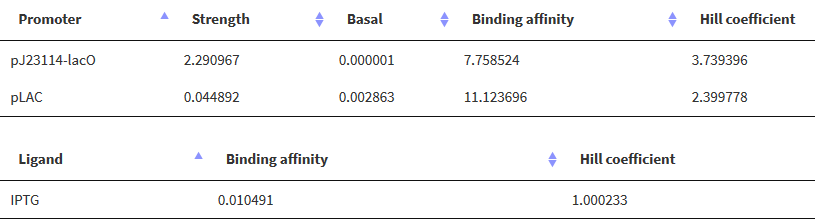 Promoter Strength Basal Binding affinity Hill coefficient
pJ23114-lacO 2.290967 0.000001 7.758524 3.739396
pLAC 0.044892 0.002863 11.123696 2.399778
Ligand Binding affinity Hill coefficient
IPTG 0.010491 1.000233